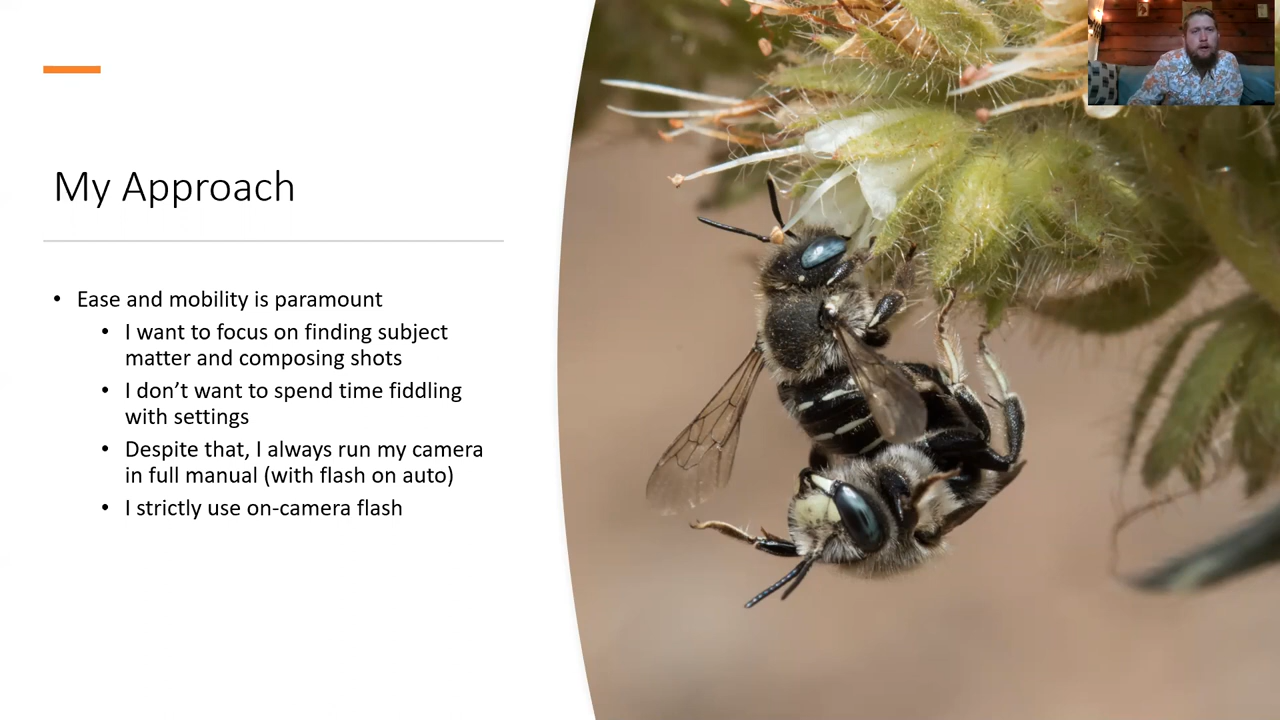 My Approach
• Ease and mobility is paramount
• I want to focus on finding subject
matter and composing shots
• I don’t want to spend time fiddling
with settings
• Despite that, I always run my camera
in full manual (with flash on auto)
• I strictly use on-camera flash